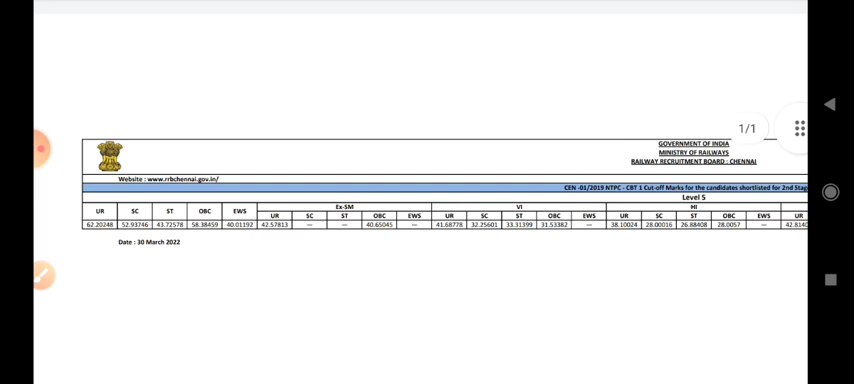 1/1
GOVERNMENT OF INDIA
MINISTRY OF RAILWAYS
RAILWAY RECRUITMENT BOARD : CHENNAI
Website : www.rrbchennai.gov.in/
CEN -01/2019 NTPC - CBT 1 Cut-off Marks for the candidates shortlisted for 2nd Stag
Level 5
UR SC ST OBC EWS Ex-SM VI HI
UR SC ST OBC EWS UR SC ST OBC EWS UR SC ST OBC EWS UR
62.20248 52.93746 43.72578 58.38459 40.01192 42.57813 — — 40.65045 — 41.68778 32.25601 33.31399 31.53382 — 38.10024 28.00016 26.88408 28.0057 — 42.8140
Date : 30 March 2022